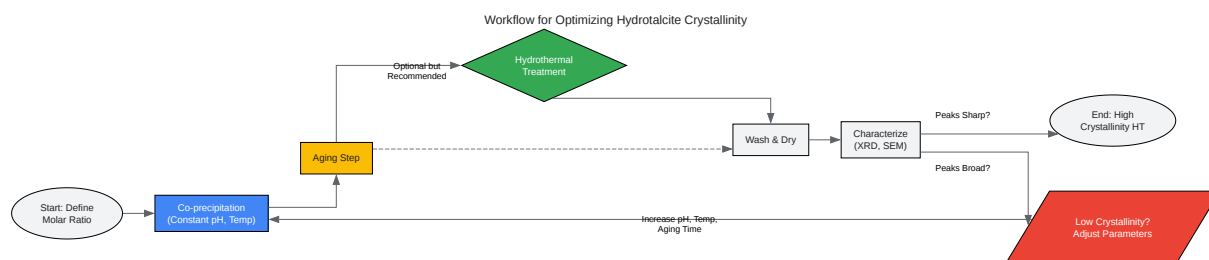 Workflow for Optimizing Hydrotalcite Crystallinity
Hydrothermal
Treatment
Optional but
Recommended
Peaks Sharp?
End: High
Crystallinity HT
Wash & Dry
Characterize
(XRD, SEM)
Aging Step
Peaks Broad?
Start: Define
Molar Ratio
Co-precipitation
(Constant pH, Temp)
Increase pH, Temp,
Aging Time
Low Crystallinity?
Adjust Parameters